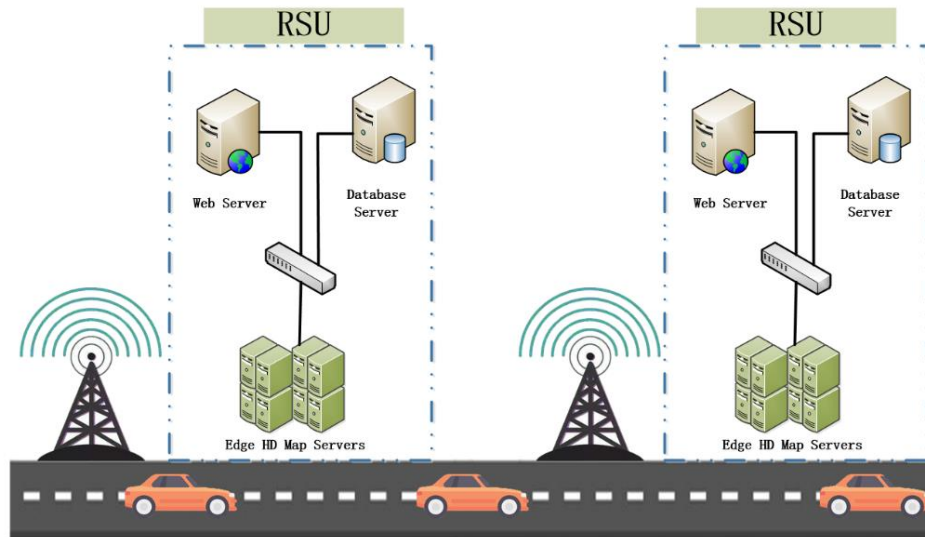 RSU
Web Server
Database
Server
Edge HD Map Servers
RSU
Web Server
Database
Server
Edge HD Map Servers